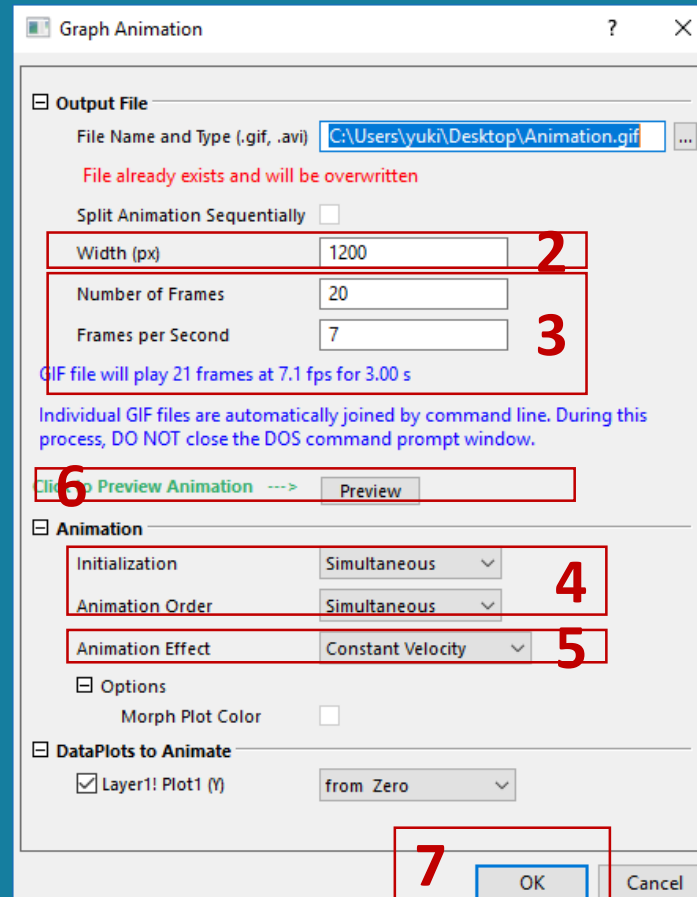 Graph Animation ? ×
Output File
File Name and Type (.gif, .avi) C:\Users\yuki\Desktop\Animation.gif ...
File already exists and will be overwritten
Split Animation Sequentially
Width (px) 1200 2
Number of Frames 20
Frames per Second 7 3
GIF file will play 21 frames at 7.1 fps for 3.00 s
Individual GIF files are automatically joined by command line. During this
process, DO NOT close the DOS command prompt window.
6
Click to Preview Animation ---> Preview
Animation
Initialization Simultaneous 4
Animation Order Simultaneous
Animation Effect Constant Velocity 5
Options
Morph Plot Color
DataPlots to Animate
Layer1! Plot1 (Y) from Zero
7 OK Cancel